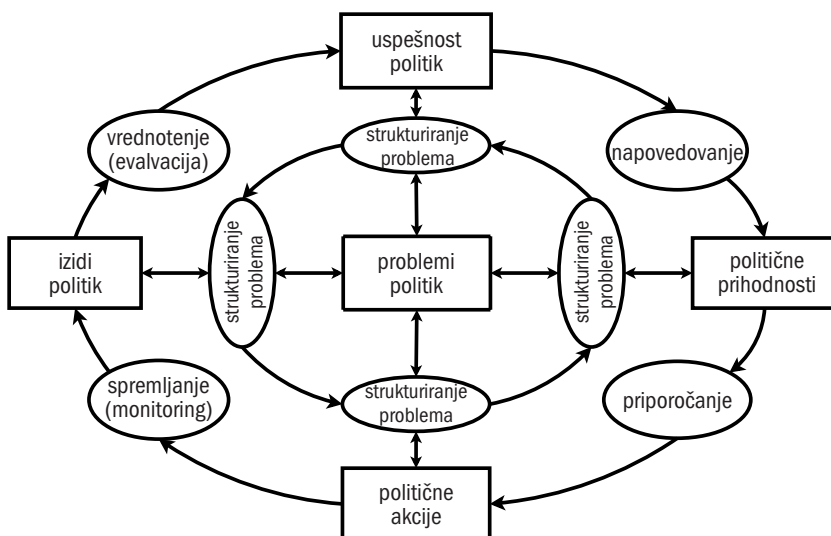 uspešnost
politik
vrednotenje
(evalvacija)
strukturiranje
problema
napovedovanje
izidi
politik
strukturiranje
problema
problemi
politik
strukturiranje
problema
politične
prihodnosti
spremljanje
(monitoring)
strukturiranje
problema
priporočanje
politične
akcije